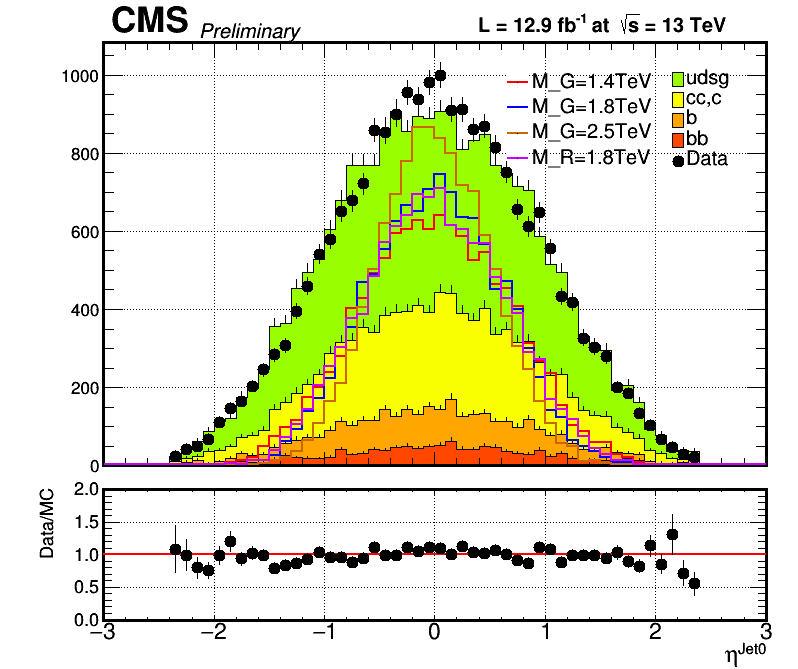 CMS Preliminary L = 12.9 fb⁻¹ at √s = 13 TeV
1000
800
600
400
200
0
M_G=1.4TeV
M_G=1.8TeV
M_G=2.5TeV
M_R=1.8TeV
udsg
cc,c
b
bb
Data
Data/MC
2.0
1.5
1.0
0.5
0.0
−3 −2 −1 0 1 2 3
η^Jet0